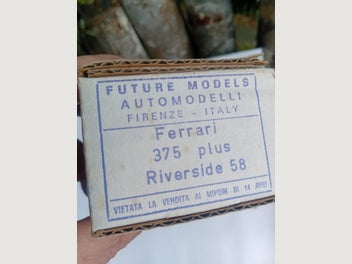 FUTURE MODELS
AUTOMODELLI
FIRENZE - ITALY
Ferrari
375 plus
Riverside 58
VIETATA LA VENDITA AI MINORI DI 14 ANNI